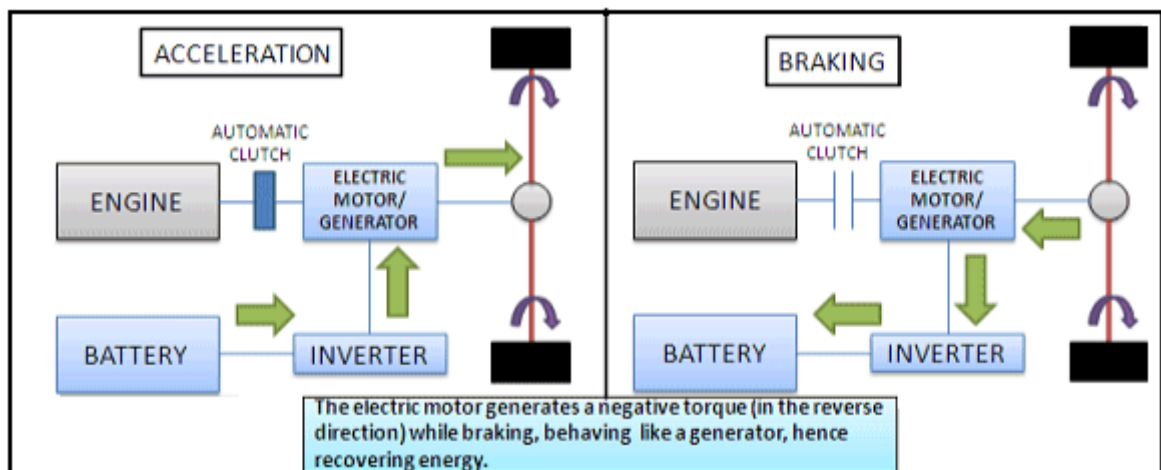 ACCELERATION
AUTOMATIC
CLUTCH
ENGINE
ELECTRIC
MOTOR/
GENERATOR
BATTERY
INVERTER
BRAKING
AUTOMATIC
CLUTCH
ENGINE
ELECTRIC
MOTOR/
GENERATOR
BATTERY
INVERTER
The electric motor generates a negative torque (in the reverse
direction) while braking, behaving like a generator, hence
recovering energy.